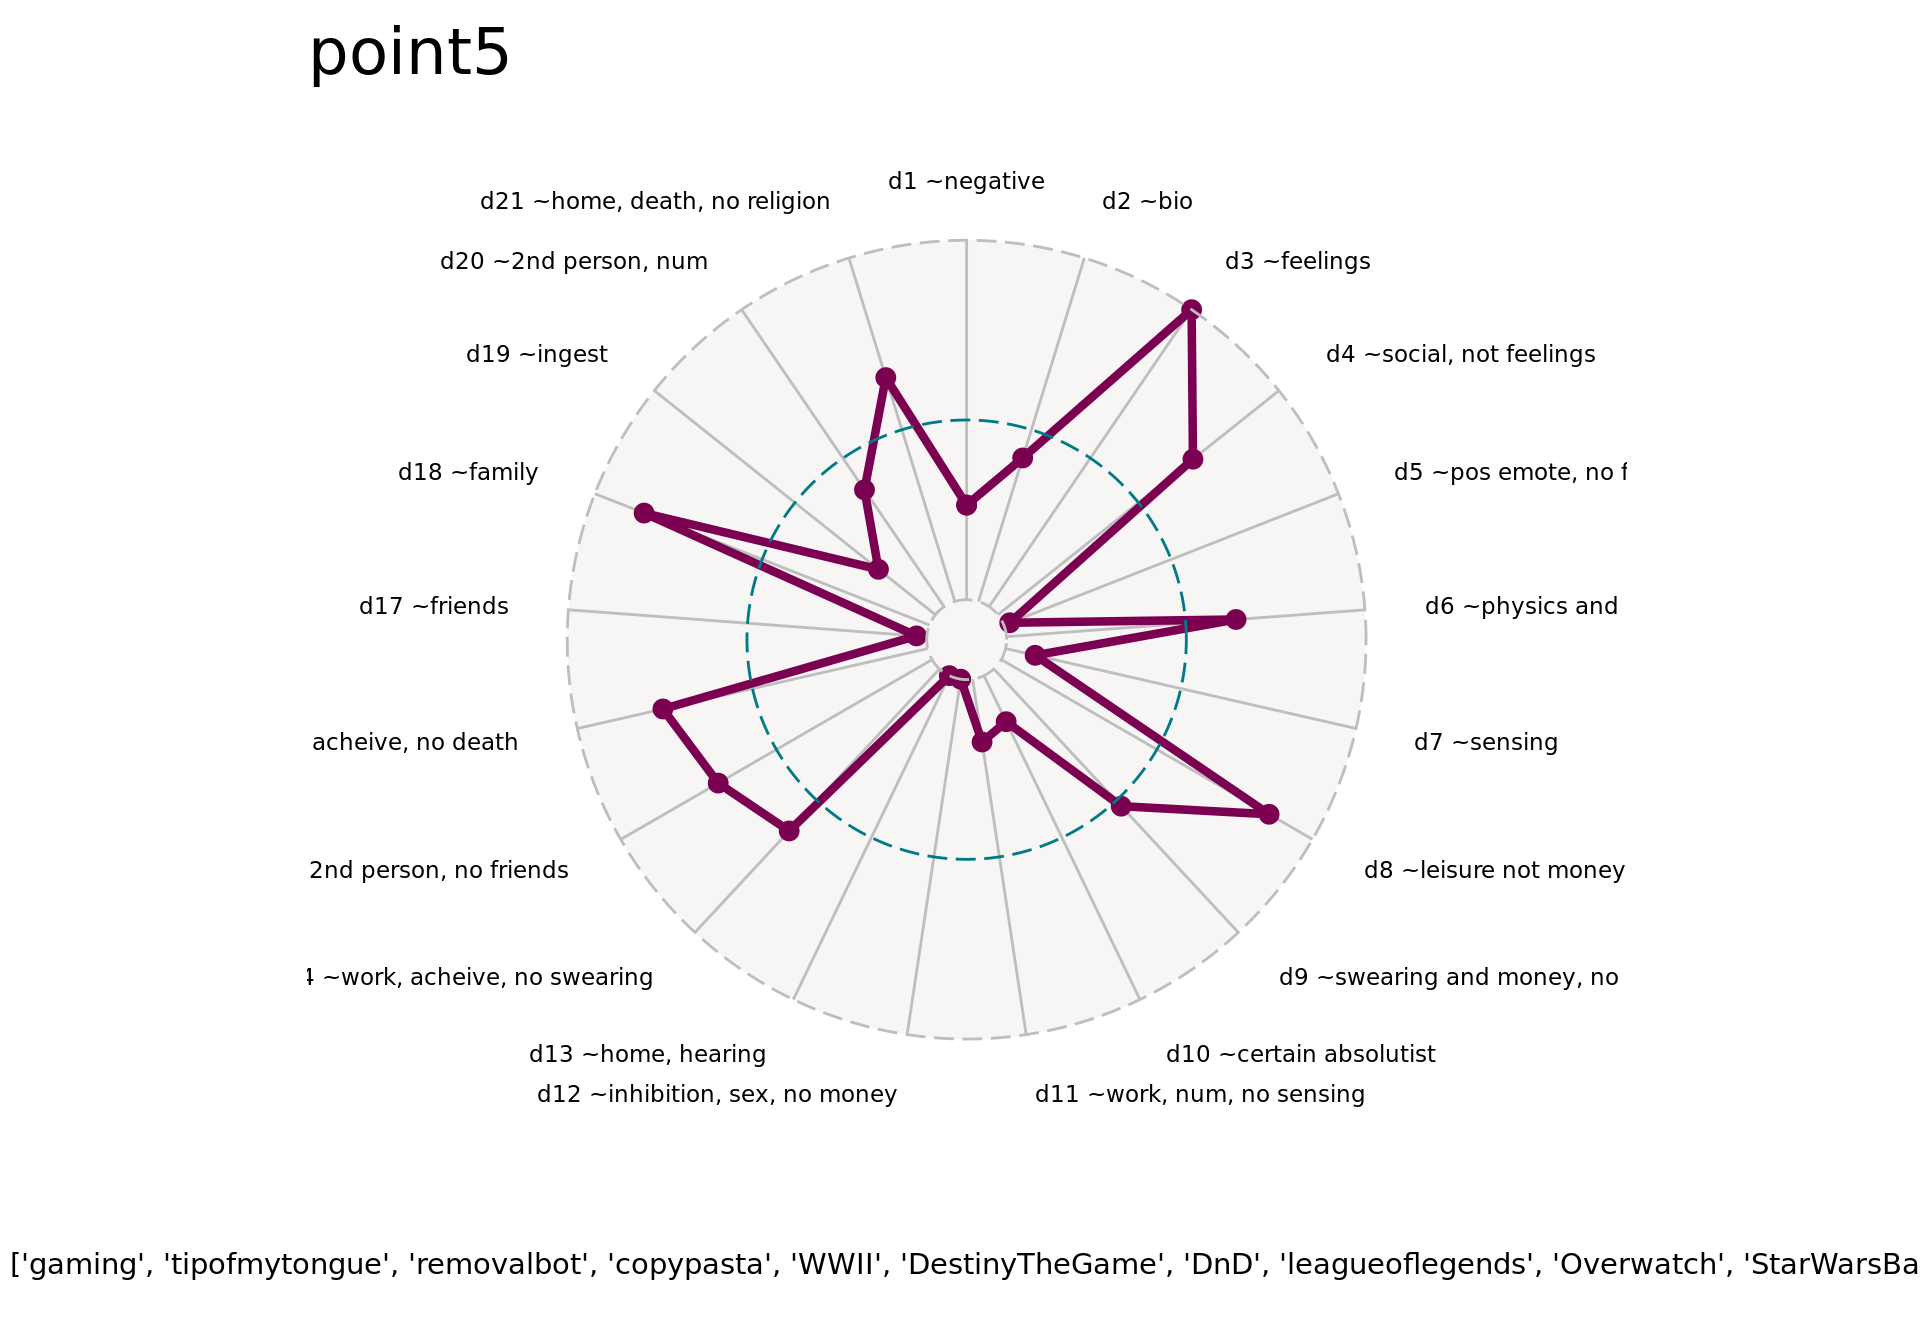 point5
d1 ~negative
d21 ~home, death, no religion
d2 ~bio
d20 ~2nd person, num
d3 ~feelings
d19 ~ingest
d4 ~social, not feelings
d18 ~family
d5 ~pos emote, no
d17 ~friends
d6 ~physics and
acheive, no death
d7 ~sensing
2nd person, no friends
d8 ~leisure not money
~work, acheive, no swearing
d9 ~swearing and money, no
d13 ~home, hearing
d10 ~certain absolutist
d12 ~inhibition, sex, no money
d11 ~work, num, no sensing
['gaming', 'tipofmytongue', 'removalbot', 'copypasta', 'WWII', 'DestinyTheGame', 'DnD', 'leagueoflegends', 'Overwatch', 'StarWarsBa